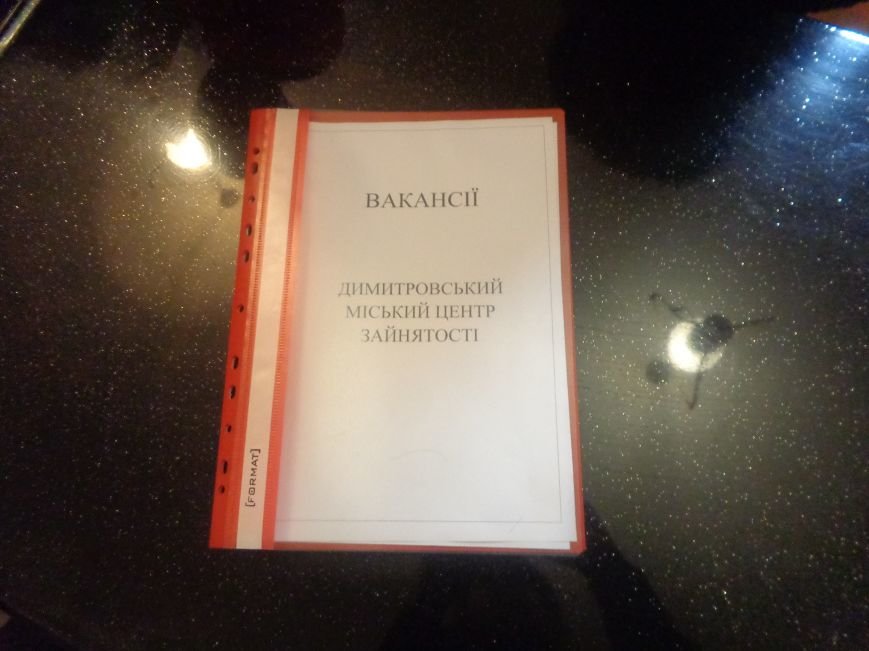 ВАКАНСІЇ
ДИМИТРОВСЬКИЙ
МІСЬКИЙ ЦЕНТР
ЗАЙНЯТОСТІ
[FORMAT]